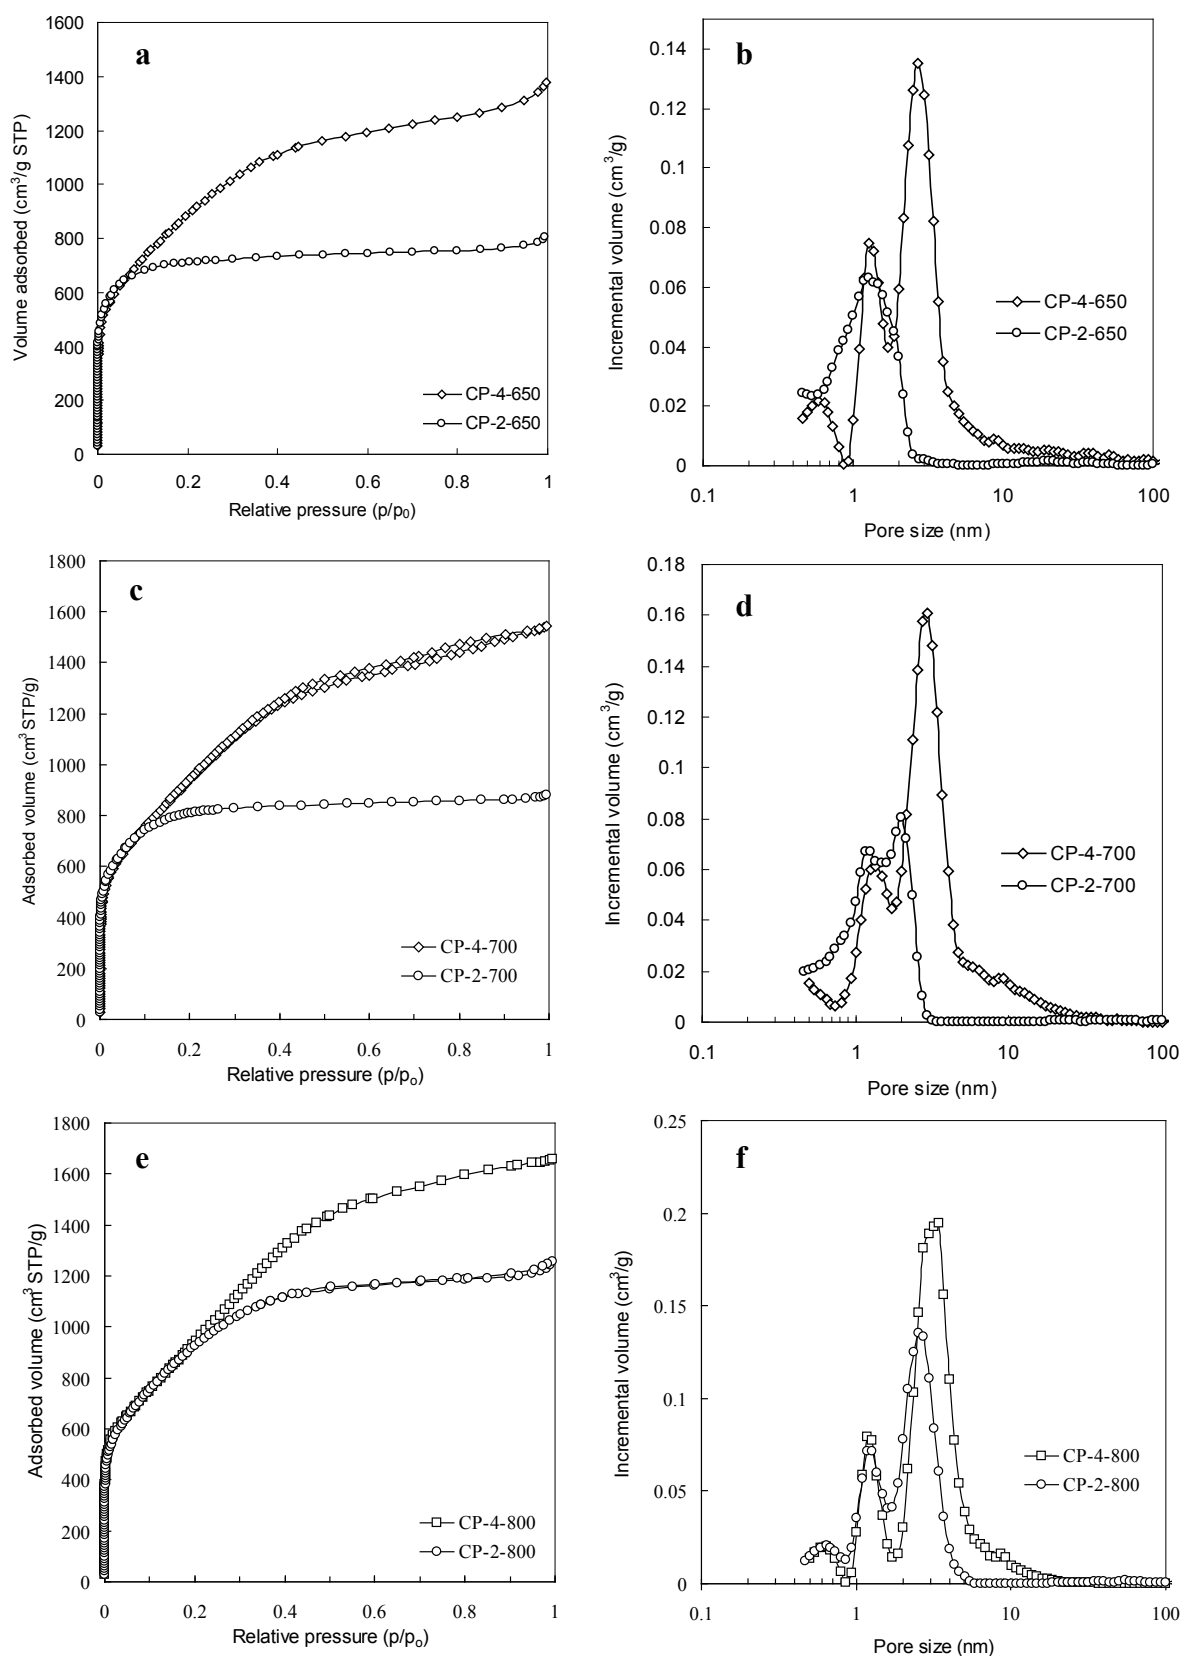 a
1600
1400
1200
1000
800
600
400
200
0
Volume adsorbed (cm³/g STP)
CP-4-650
CP-2-650
0 0.2 0.4 0.6 0.8 1
Relative pressure (p/p₀)
b
0.14
0.12
0.1
0.08
0.06
0.04
0.02
0
Incremental volume (cm³/g)
CP-4-650
CP-2-650
0.1 1 10 100
Pore size (nm)
c
1800
1600
1400
1200
1000
800
600
400
200
0
Adsorbed volume (cm³ STP/g)
CP-4-700
CP-2-700
0 0.2 0.4 0.6 0.8 1
Relative pressure (p/pₒ)
d
0.18
0.16
0.14
0.12
0.1
0.08
0.06
0.04
0.02
0
Incremental volume (cm³/g)
CP-4-700
CP-2-700
0.1 1 10 100
Pore size (nm)
e
1800
1600
1400
1200
1000
800
600
400
200
0
Adsorbed volume (cm³ STP/g)
CP-4-800
CP-2-800
0 0.2 0.4 0.6 0.8 1
Relative pressure (p/pₒ)
f
0.25
0.2
0.15
0.1
0.05
0
Incremental volume (cm³/g)
CP-4-800
CP-2-800
0.1 1 10 100
Pore size (nm)